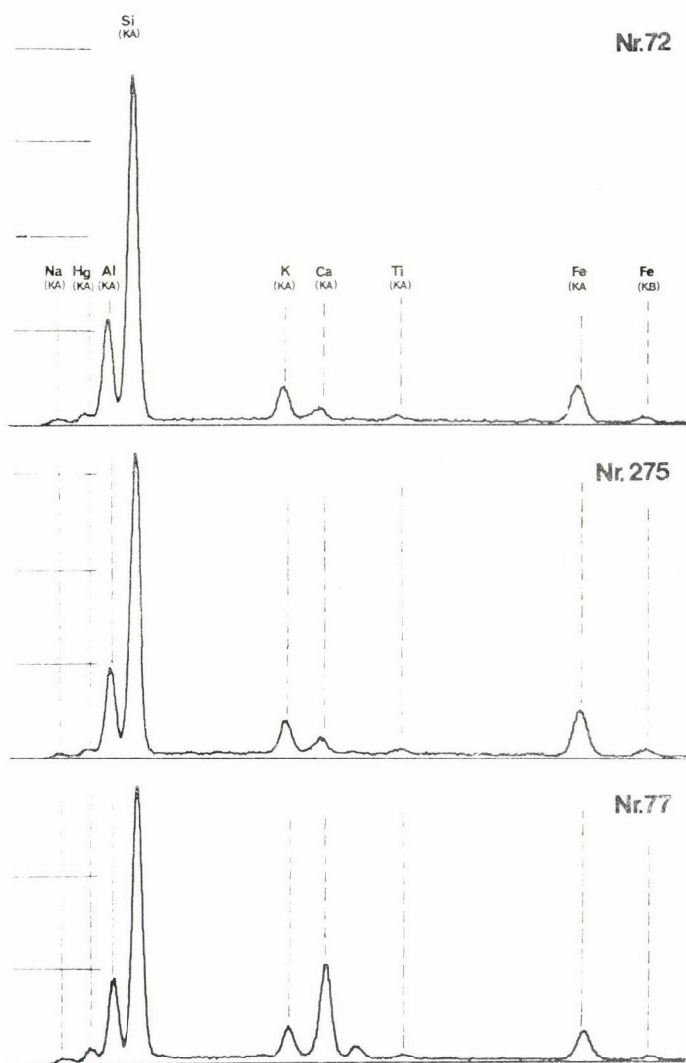 Si
(KA)
Nr.72
Na Hg Al K Ca Ti Fe Fe
(KA) (KA) (KA) (KA) (KA) (KA) (KA (KB)
Nr.275
Nr.77